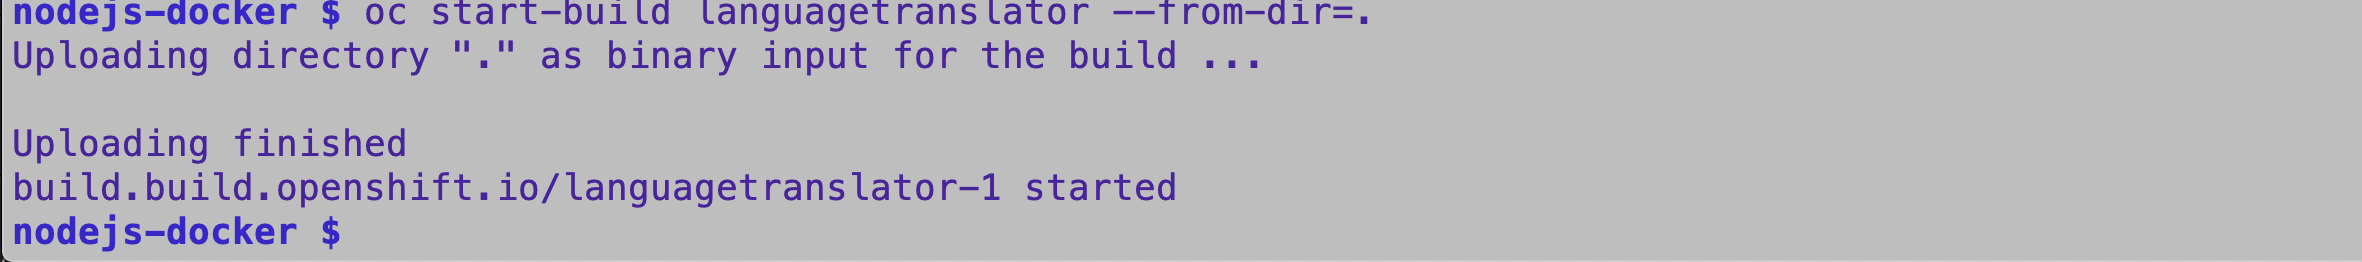 nodejs-docker $ oc start-build languagetranslator --from-dir=.
Uploading directory "." as binary input for the build ...
Uploading finished
build.build.openshift.io/languagetranslator-1 started
nodejs-docker $